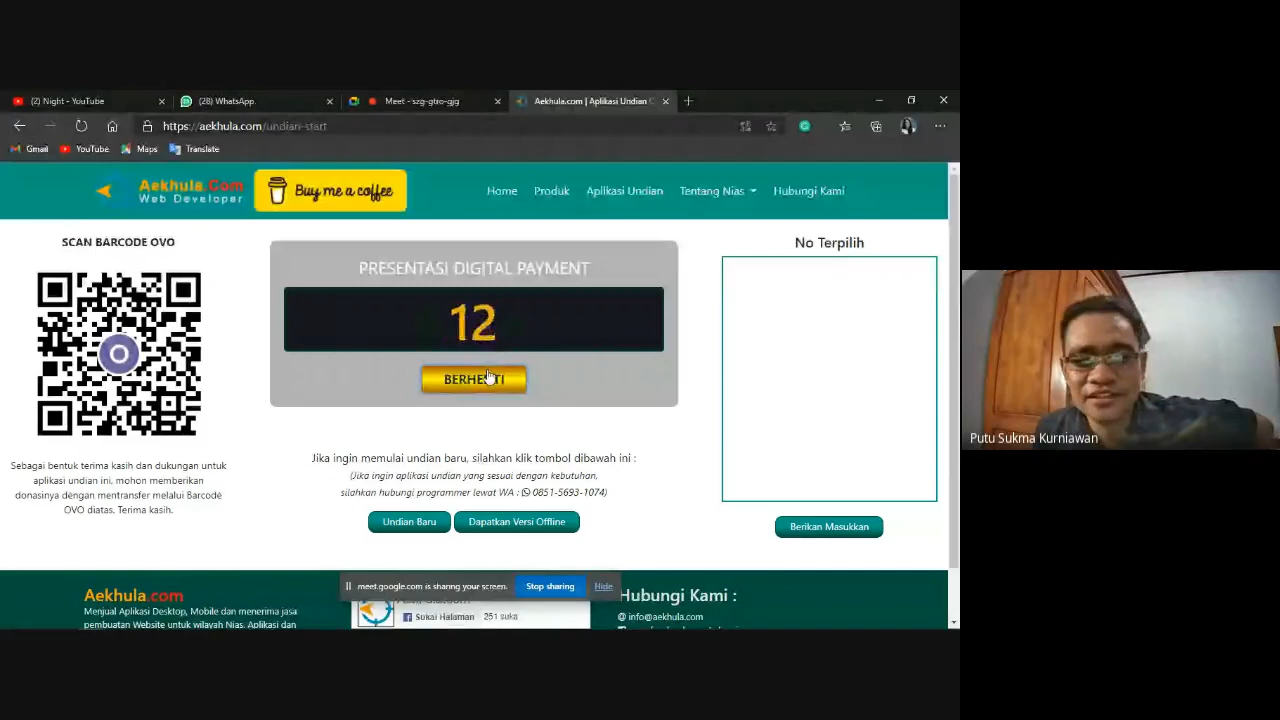 (2) Night - YouTube
(28) WhatsApp
Meet - szg-gtro-gjg
Aekhula.com | Aplikasi Undian
https://aekhula.com/undian-start
Gmail
YouTube
Maps
Translate
Aekhula.Com
Web Developer
Buy me a coffee
Home
Produk
Aplikasi Undian
Tentang Nias
Hubungi Kami
SCAN BARCODE OVO
Sebagai bentuk terima kasih dan dukungan untuk
aplikasi undian ini, mohon memberikan
donasinya dengan mentransfer melalui Barcode
OVO diatas. Terima kasih.
PRESENTASI DIGITAL PAYMENT
12
BERHENTI
Jika ingin memulai undian baru, silahkan klik tombol dibawah ini :
(Jika ingin aplikasi undian yang sesuai dengan kebutuhan,
silahkan hubungi programmer lewat WA : 0851-5693-1074)
Undian Baru
Dapatkan Versi Offline
No Terpilih
Berikan Masukkan
Putu Sukma Kurniawan
meet.google.com is sharing your screen.
Stop sharing
Hide
Aekhula.com
Menjual Aplikasi Desktop, Mobile dan menerima jasa
pembuatan Website untuk wilayah Nias. Aplikasi dan
Sukai Halaman
251 suka
Hubungi Kami :
info@aekhula.com